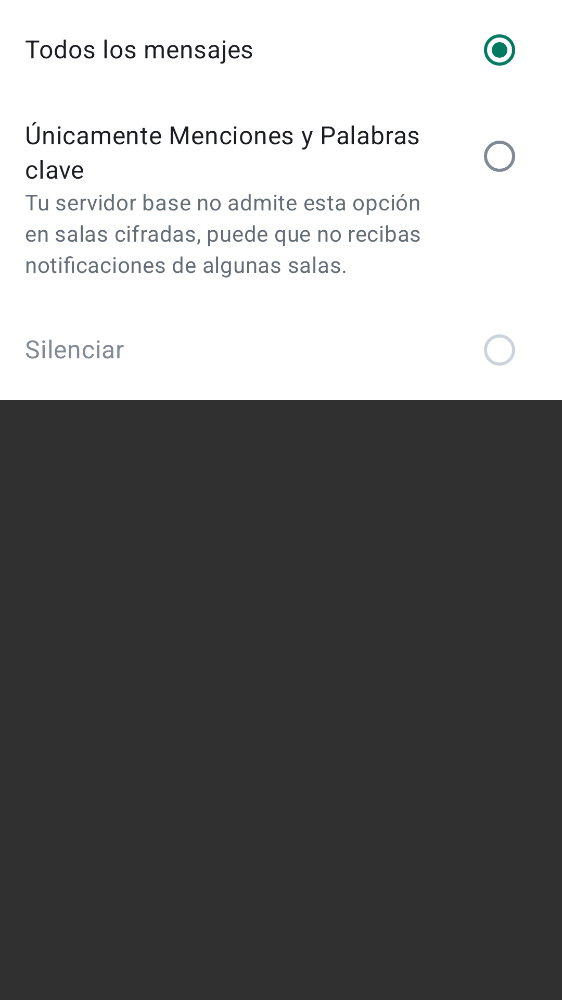 Todos los mensajes
Únicamente Menciones y Palabras
clave
Tu servidor base no admite esta opción
en salas cifradas, puede que no recibas
notificaciones de algunas salas.
Silenciar